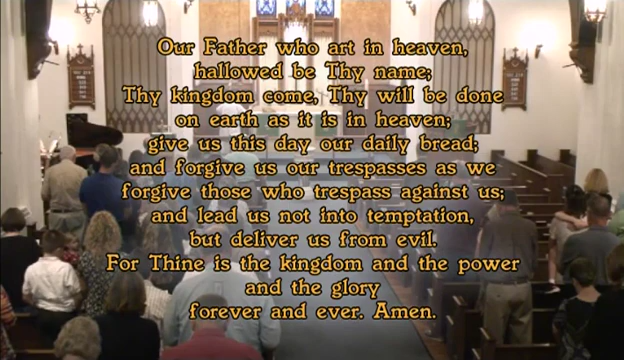 Our Father who art in heaven,
hallowed be Thy name;
Thy kingdom come, Thy will be done
on earth as it is in heaven;
give us this day our daily bread;
and forgive us our trespasses as we
forgive those who trespass against us;
and lead us not into temptation,
but deliver us from evil.
For Thine is the kingdom and the power
and the glory
forever and ever. Amen.